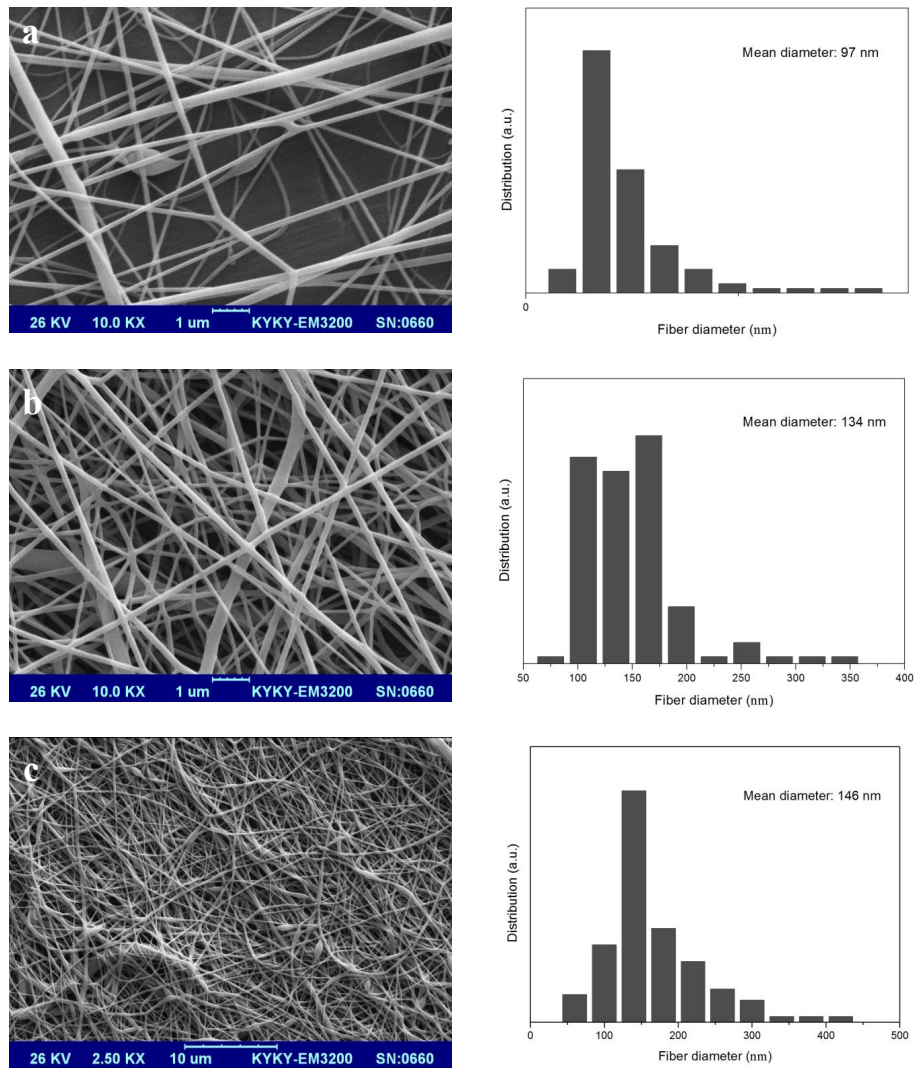 a
Mean diameter: 97 nm
Distribution (a.u.)
0
Fiber diameter (nm)
26 KV 10.0 KX 1 um KYKY-EM3200 SN:0660
b
Mean diameter: 134 nm
Distribution (a.u.)
50 100 150 200 250 300 350 400
Fiber diameter (nm)
26 KV 10.0 KX 1 um KYKY-EM3200 SN:0660
c
Mean diameter: 146 nm
Distribution (a.u.)
0 100 200 300 400 500
Fiber diameter (nm)
26 KV 2.50 KX 10 um KYKY-EM3200 SN:0660